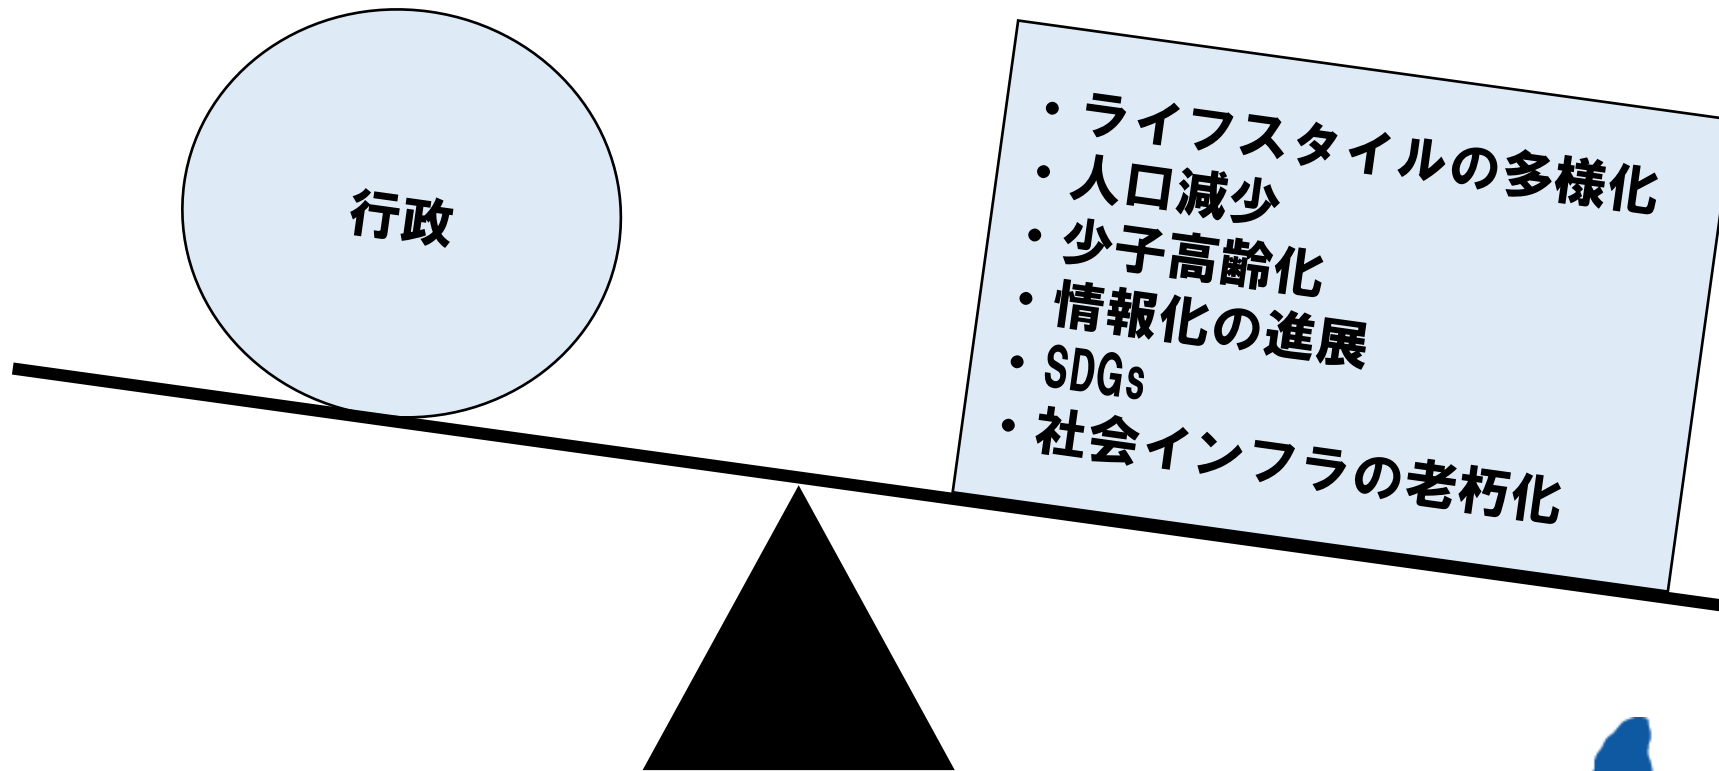 行政
・ライフスタイルの多様化
・人口減少
・少子高齢化
・情報化の進展
・SDGs
・社会インフラの老朽化